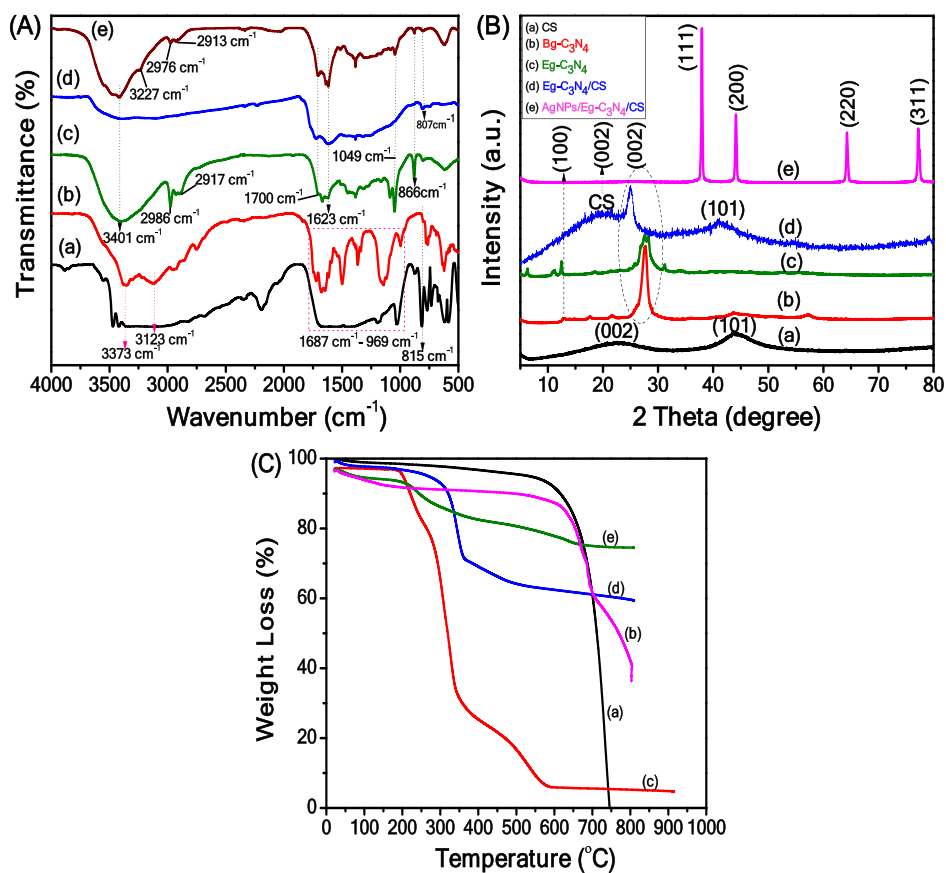 (A)
(e)
2913 cm⁻¹
2976 cm⁻¹
3227 cm⁻¹
(d)
807cm⁻¹
(c)
1049 cm⁻¹
2917 cm⁻¹
1700 cm⁻¹
866cm⁻¹
2986 cm⁻¹
1623 cm⁻¹
(b)
3401 cm⁻¹
(a)
3123 cm⁻¹
3373 cm⁻¹
1687 cm⁻¹ - 969 cm⁻¹
815 cm⁻¹
Transmittance (%)
4000 3500 3000 2500 2000 1500 1000 500
Wavenumber (cm⁻¹)
(B)
(a) CS
(b) Bg-C₃N₄
(c) Eg-C₃N₄
(d) Eg-C₃N₄/CS
(e) AgNPs/Eg-C₃N₄/CS
(100)
(002)
(002)
(111)
(200)
(220)
(311)
(e)
CS
(101)
(d)
(c)
(b)
(002)
(101)
(a)
Intensity (a.u.)
10 20 30 40 50 60 70 80
2 Theta (degree)
(C)
100
80
60
40
20
0
(e)
(d)
(b)
(a)
(c)
Weight Loss (%)
0 100 200 300 400 500 600 700 800 900 1000
Temperature (°C)